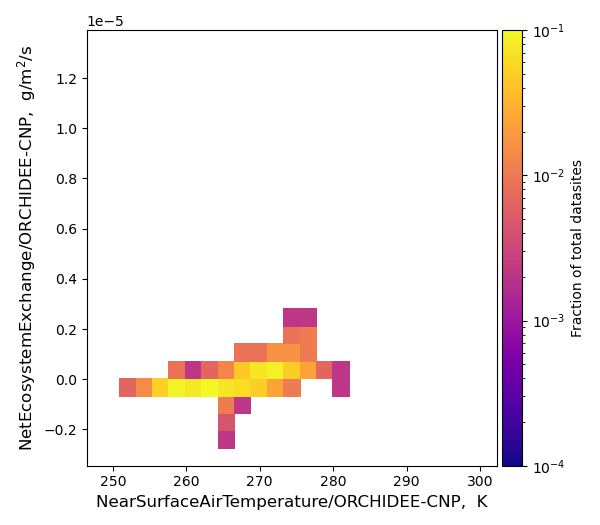 1e−5
1.2
1.0
0.8
0.6
0.4
0.2
0.0
−0.2
NetEcosystemExchange/ORCHIDEE-CNP,  g/m²/s
250 260 270 280 290 300
NearSurfaceAirTemperature/ORCHIDEE-CNP,  K
10⁻¹
10⁻²
10⁻³
10⁻⁴
Fraction of total datasites